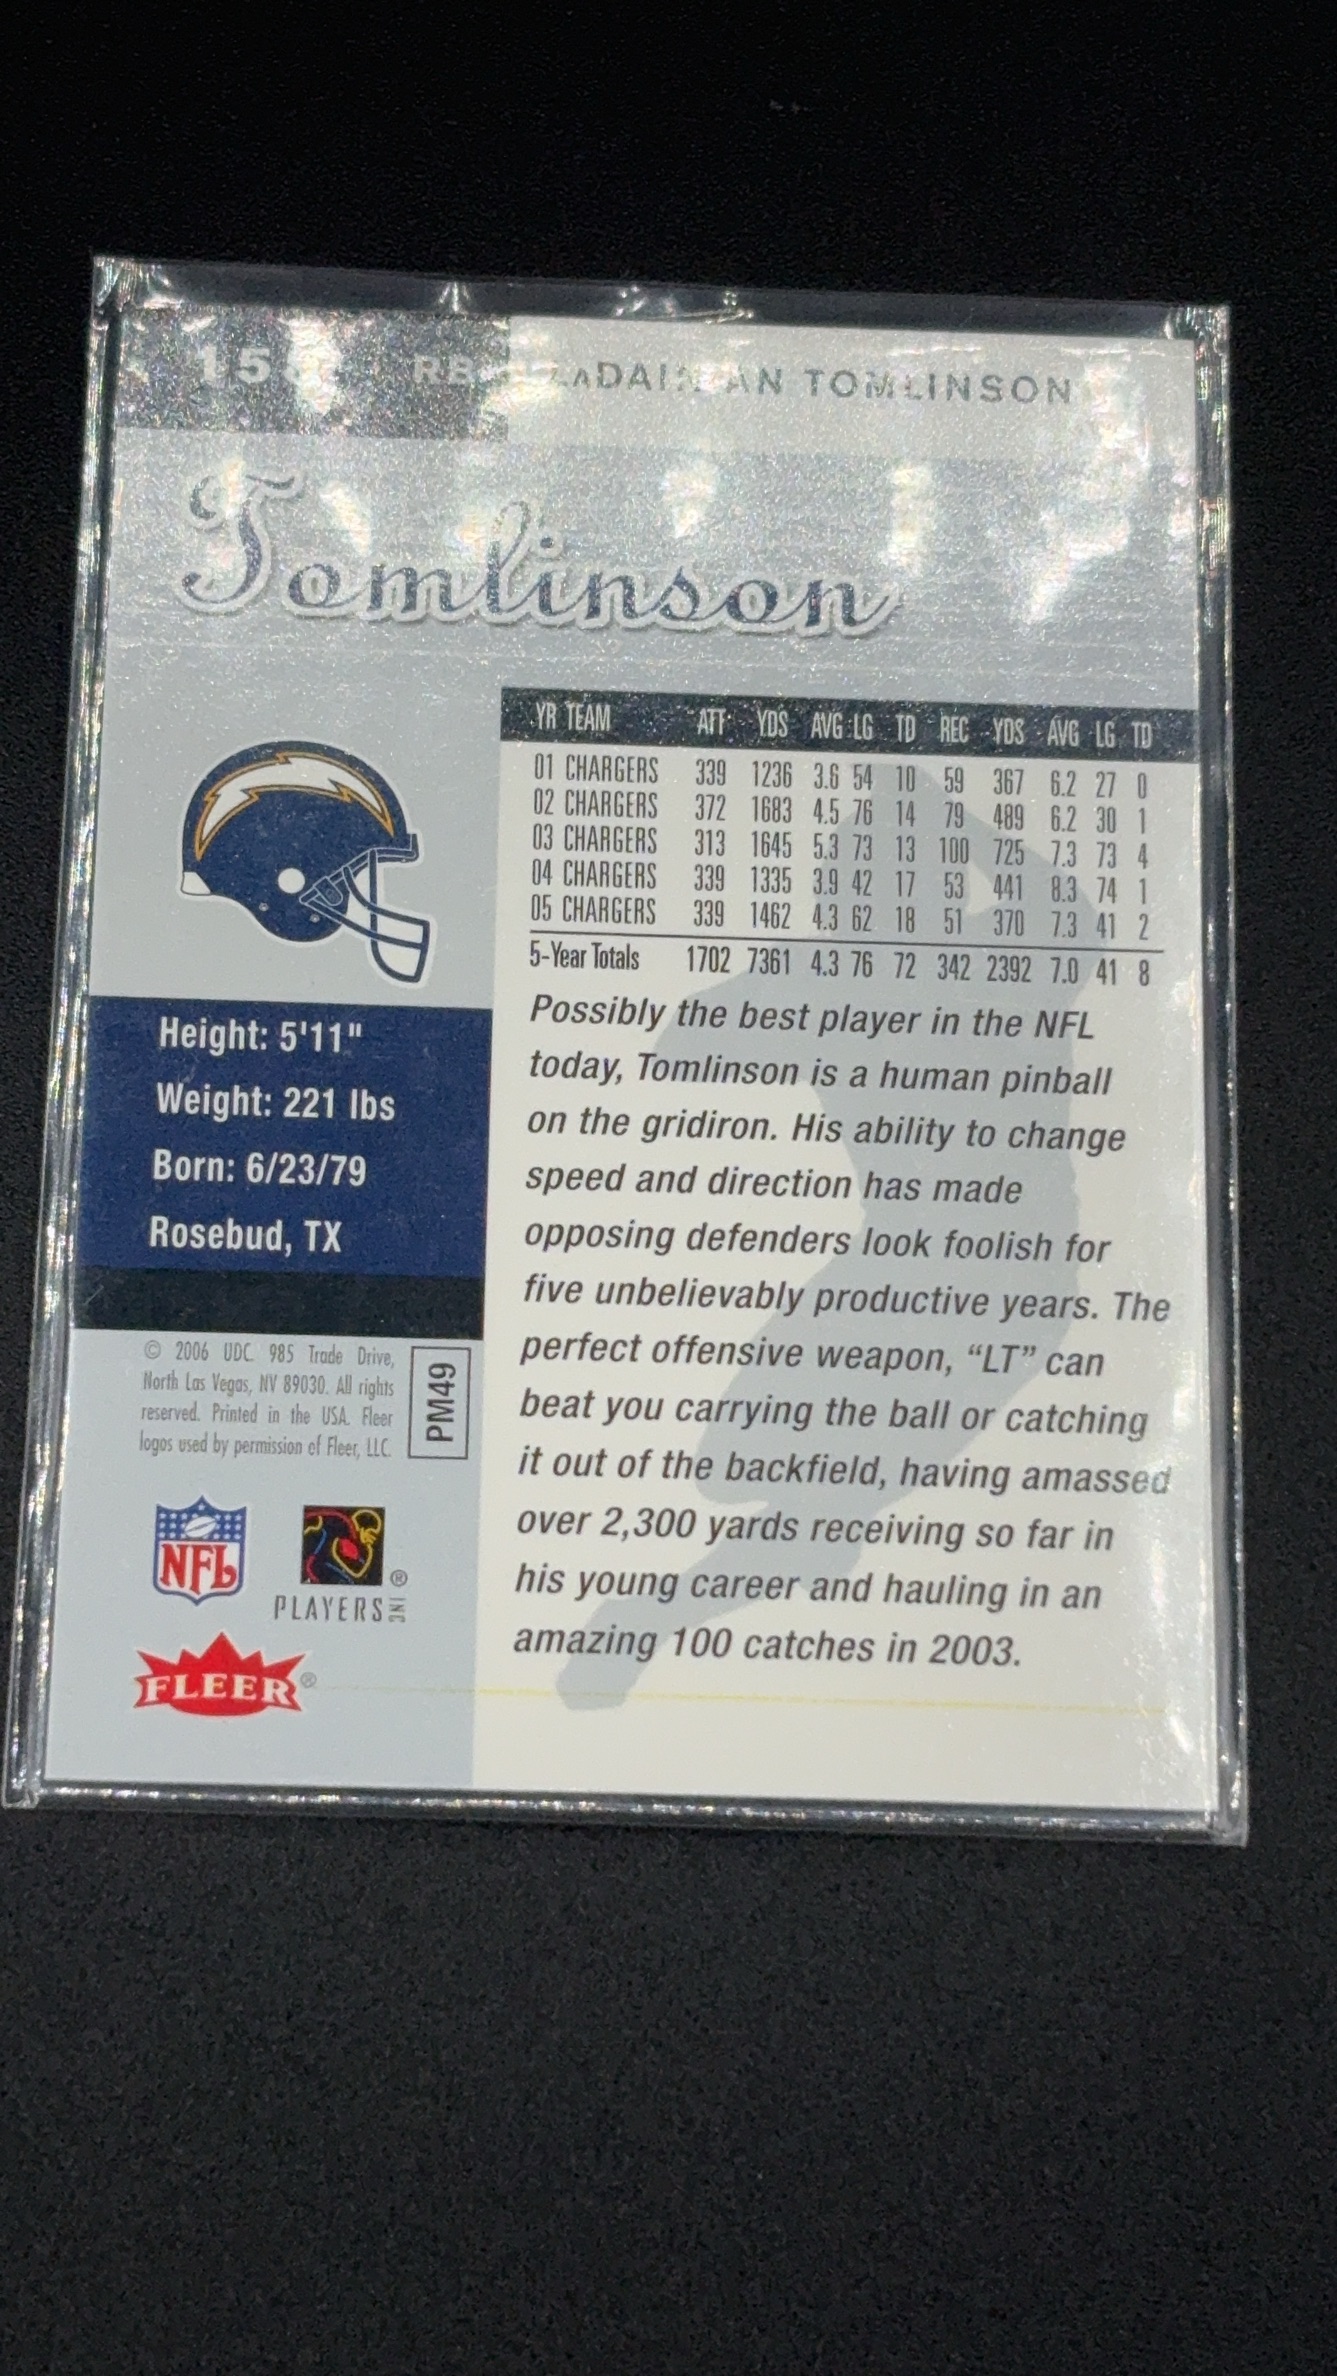 RB LaDAINIAN TOMLINSON
Tomlinson
YR TEAM ATT YDS AVG LG TD REC YDS AVG LG TD
01 CHARGERS 339 1236 3.6 54 10 59 367 6.2 27 0
02 CHARGERS 372 1683 4.5 76 14 79 489 6.2 30 1
03 CHARGERS 313 1645 5.3 73 13 100 725 7.3 73 4
04 CHARGERS 339 1335 3.9 42 17 53 441 8.3 74 1
05 CHARGERS 339 1462 4.3 62 18 51 370 7.3 41 2
5-Year Totals 1702 7361 4.3 76 72 342 2392 7.0 41 8
Height: 5'11"
Weight: 221 lbs
Born: 6/23/79
Rosebud, TX
Possibly the best player in the NFL
today, Tomlinson is a human pinball
on the gridiron. His ability to change
speed and direction has made
opposing defenders look foolish for
five unbelievably productive years. The
perfect offensive weapon, “LT” can
beat you carrying the ball or catching
it out of the backfield, having amassed
over 2,300 yards receiving so far in
his young career and hauling in an
amazing 100 catches in 2003.
© 2006 UDC. 985 Trade Drive,
North Las Vegas, NV 89030. All rights
reserved. Printed in the USA. Fleer
logos used by permission of Fleer, LLC.
PM49
NFL
PLAYERS INC ®
FLEER ®